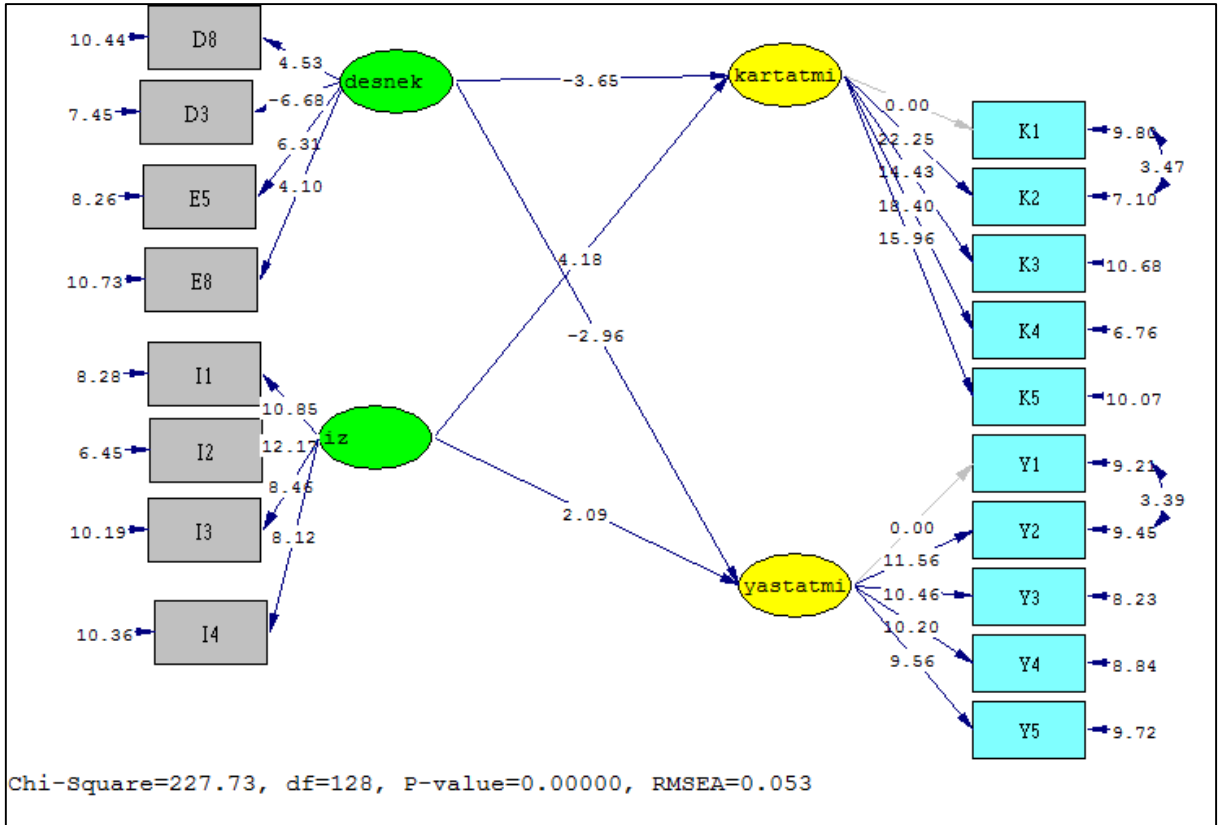 10.44 D8
4.53
desnek
-3.65
kartatmi
7.45 D3
-6.68
0.00
K1 9.80
6.31
22.25
3.47
8.26 E5
4.10
14.43
K2 7.10
18.40
15.96
K3 10.68
10.73 E8
4.18
K4 6.76
-2.96
8.28 I1
K5 10.07
10.85
iz
6.45 I2
12.17
Y1 9.21
8.46
3.39
10.19 I3
8.12
2.09
0.00
Y2 9.45
11.56
yastatmi
10.46
Y3 8.23
10.36 I4
10.20
Y4 8.84
9.56
Y5 9.72
Chi-Square=227.73, df=128, P-value=0.00000, RMSEA=0.053